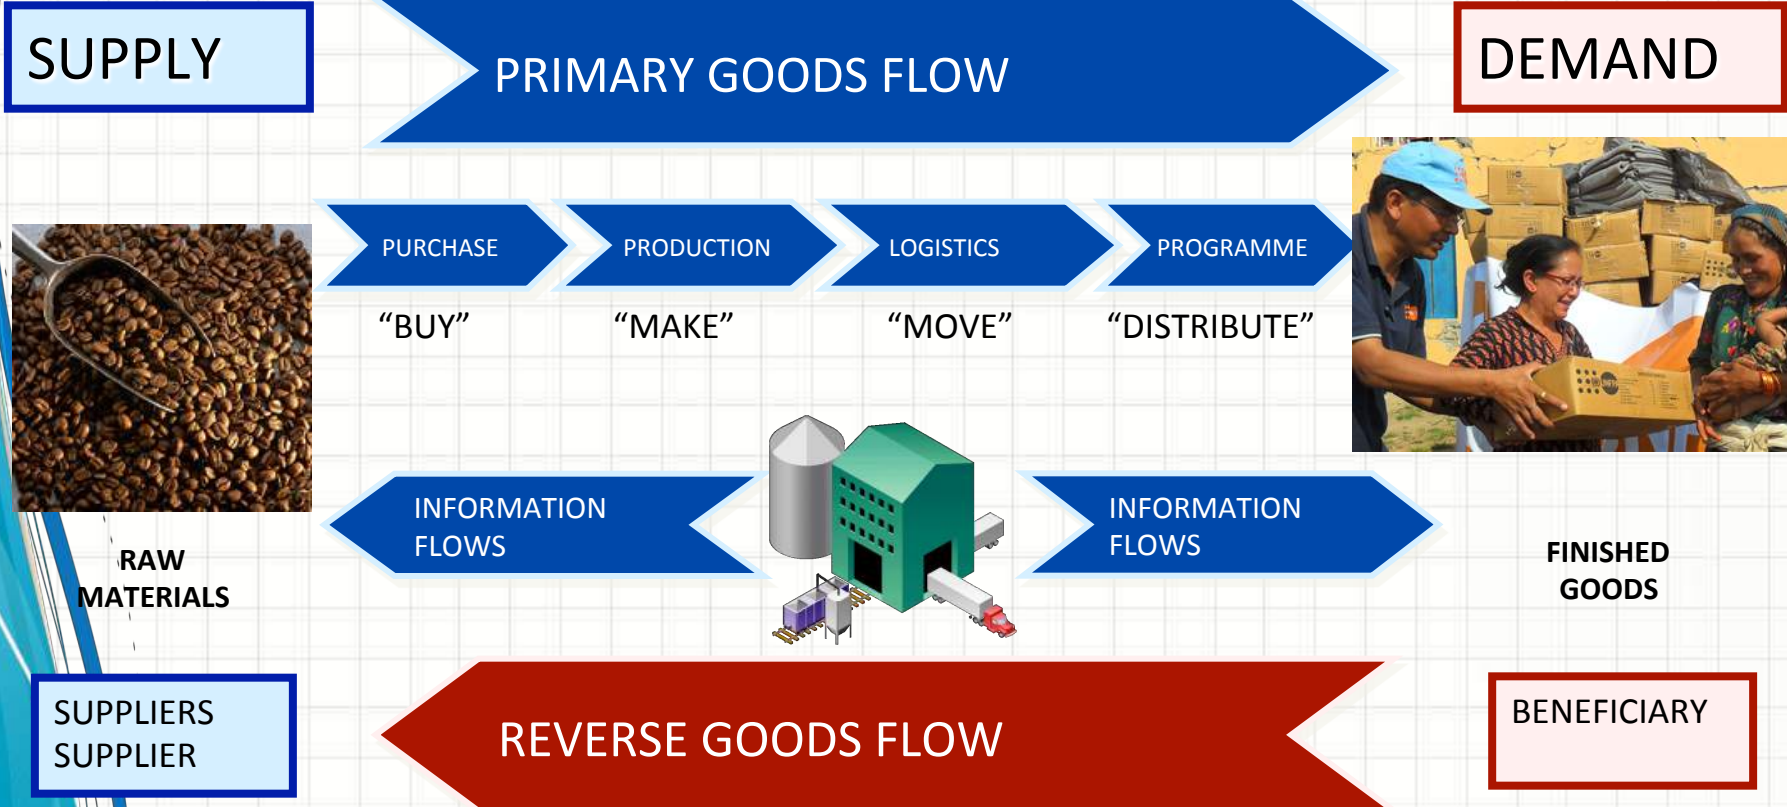 SUPPLY
PRIMARY GOODS FLOW
DEMAND
PURCHASE
PRODUCTION
LOGISTICS
PROGRAMME
“BUY”
“MAKE”
“MOVE”
“DISTRIBUTE”
INFORMATION
FLOWS
INFORMATION
FLOWS
RAW
MATERIALS
FINISHED
GOODS
SUPPLIERS
SUPPLIER
REVERSE GOODS FLOW
BENEFICIARY